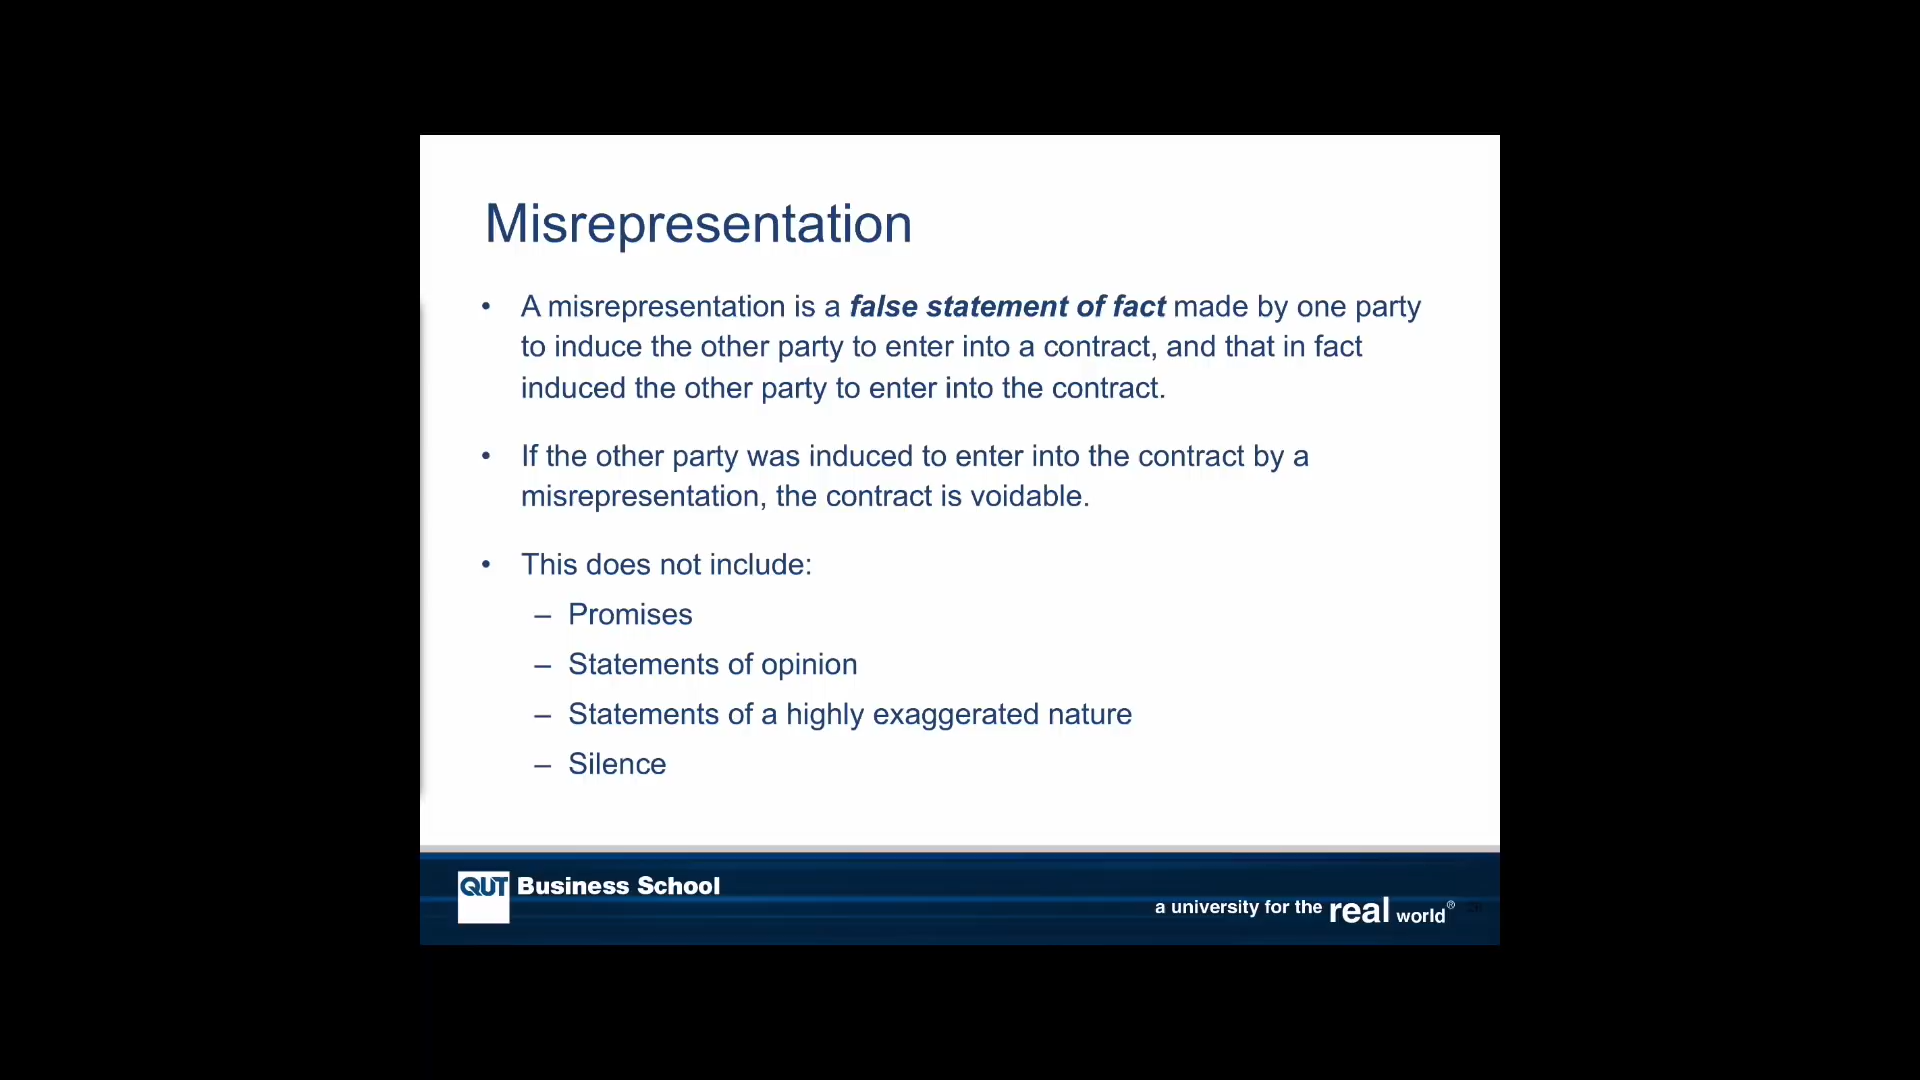 Misrepresentation
• A misrepresentation is a false statement of fact made by one party
to induce the other party to enter into a contract, and that in fact
induced the other party to enter into the contract.
• If the other party was induced to enter into the contract by a
misrepresentation, the contract is voidable.
• This does not include:
– Promises
– Statements of opinion
– Statements of a highly exaggerated nature
– Silence
QUT Business School
a university for the real world®